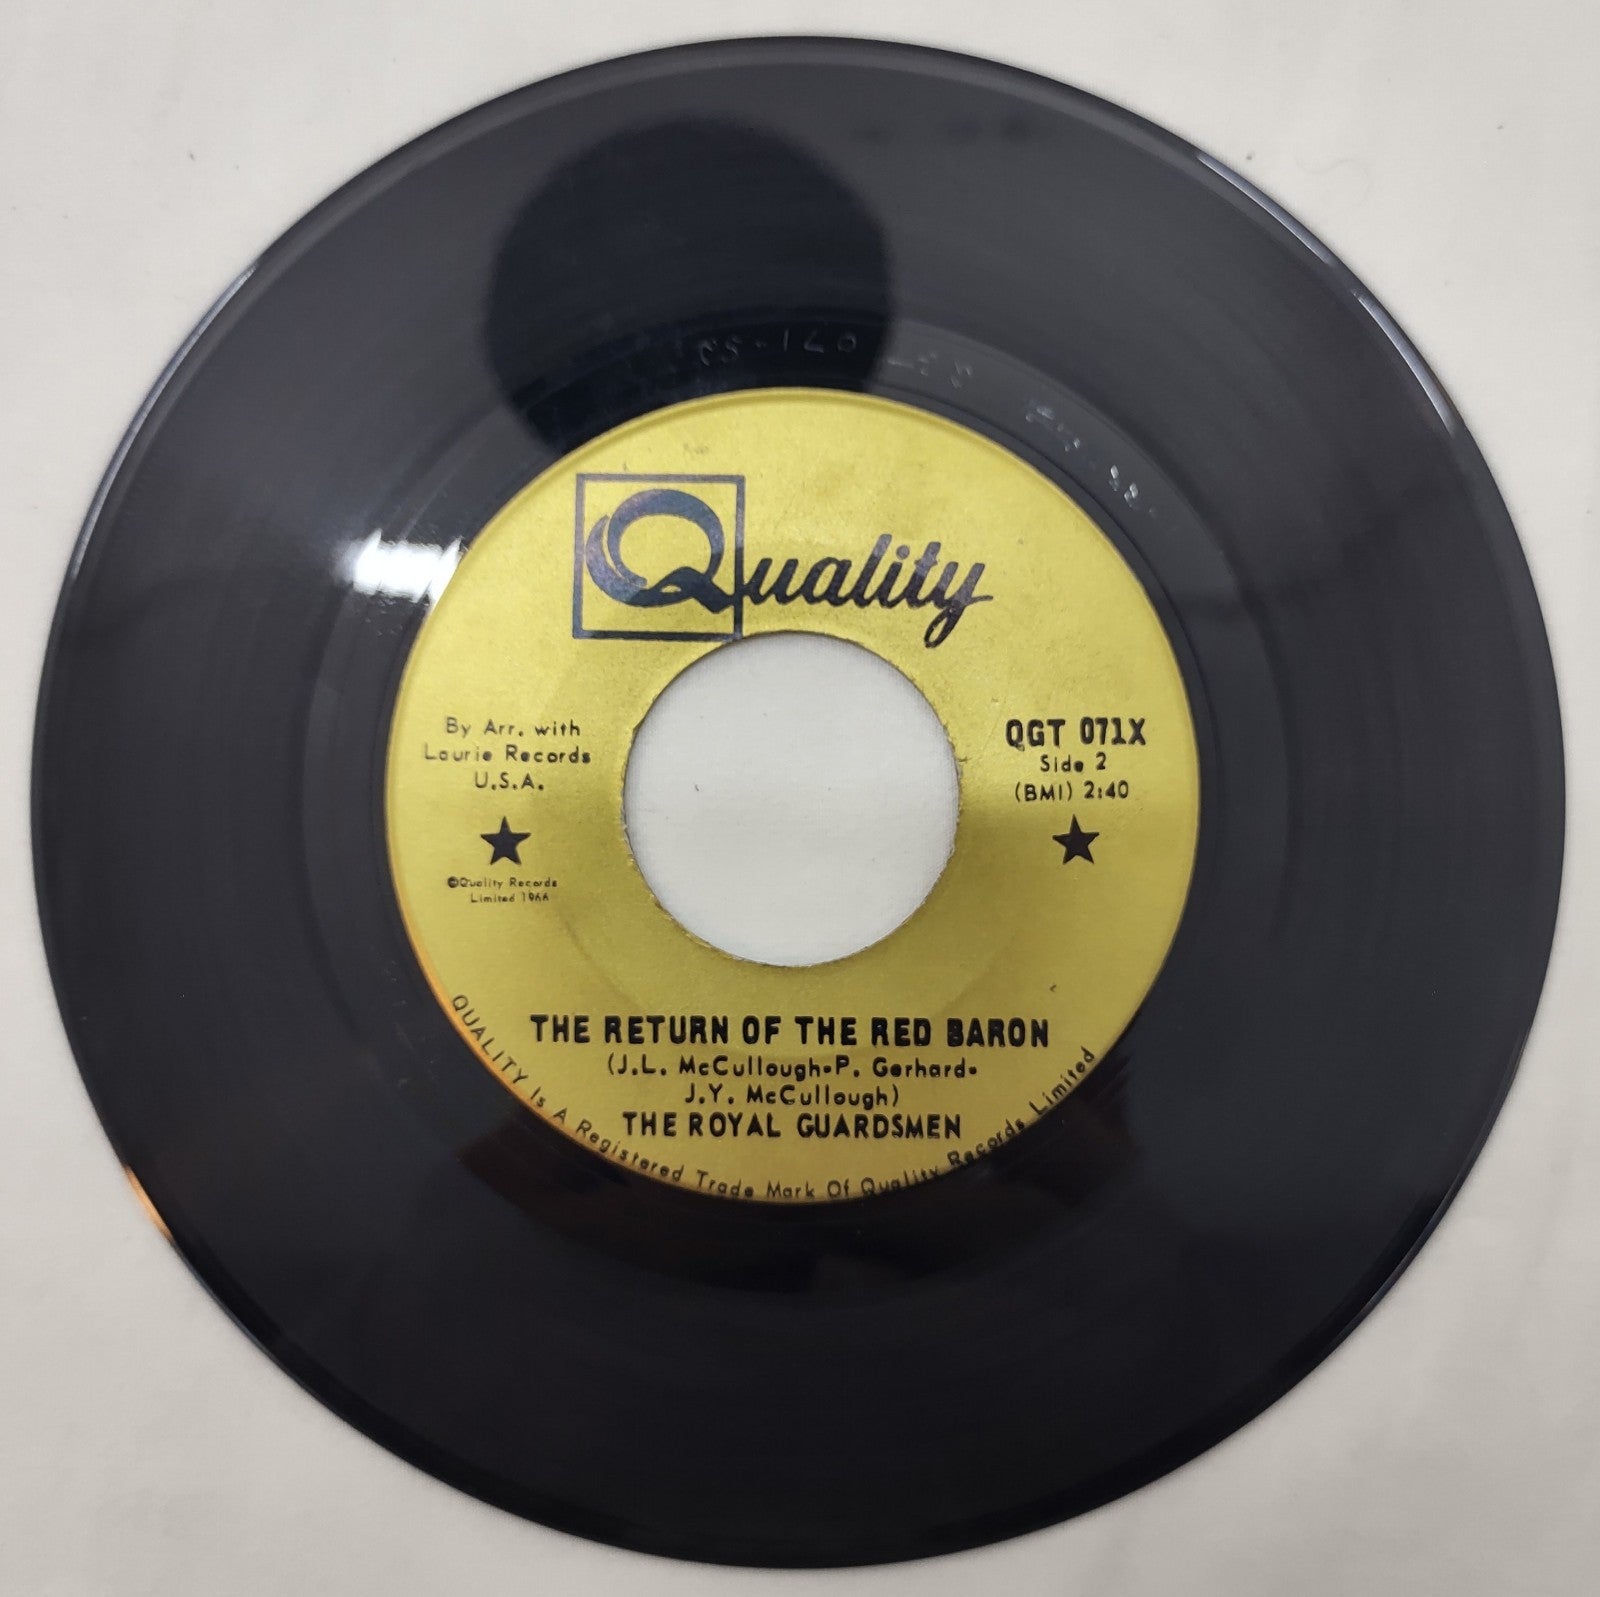 Quality
By Arr. with
Laurie Records
U.S.A.
QGT 071X
Side 2
(BMI) 2:40
©Quality Records
Limited 1966
THE RETURN OF THE RED BARON
(J.L. McCullough-P. Gerhard-
J.Y. McCullough)
THE ROYAL GUARDSMEN
QUALITY Is A Registered Trade Mark Of Quality Records Limited